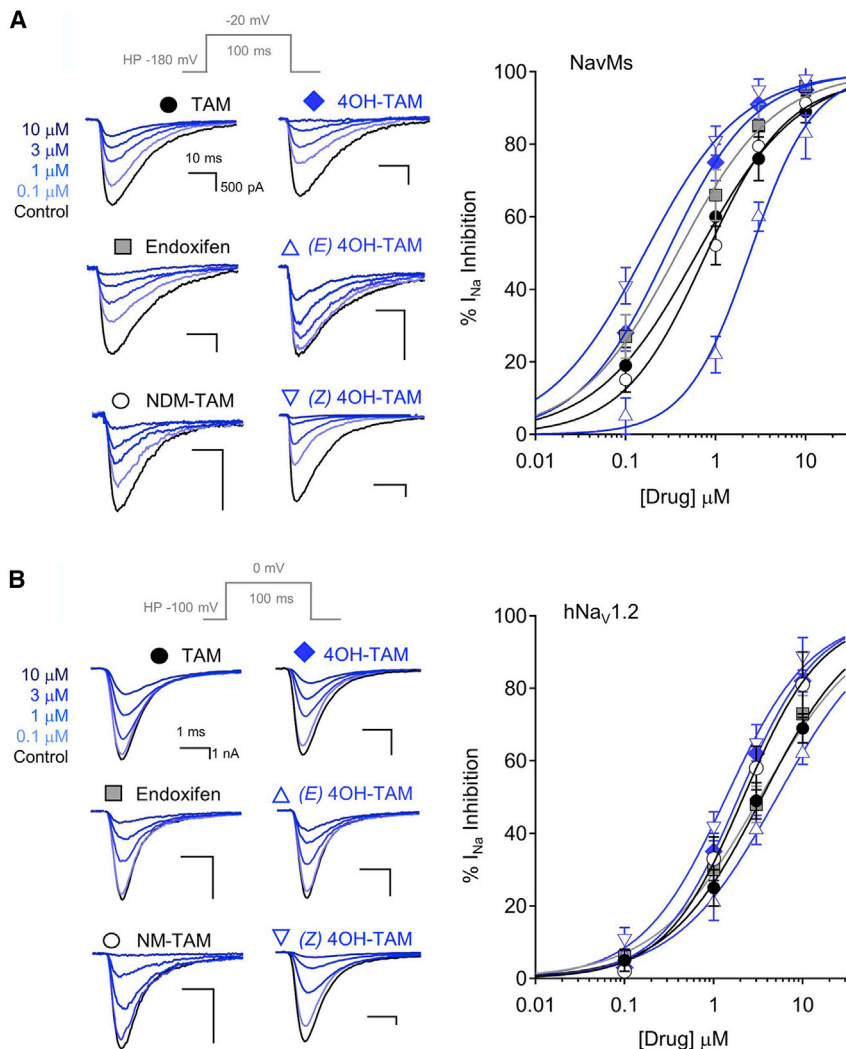 A
-20 mV
HP -180 mV
100 ms
TAM
4OH-TAM
10 μM
3 μM
1 μM
0.1 μM
Control
10 ms
500 pA
Endoxifen
(E) 4OH-TAM
NDM-TAM
(Z) 4OH-TAM
NavMs
% INa Inhibition
100
80
60
40
20
0
0.01
0.1
1
10
[Drug] μM
B
0 mV
HP -100 mV
100 ms
TAM
4OH-TAM
10 μM
3 μM
1 μM
0.1 μM
Control
1 ms
1 nA
Endoxifen
(E) 4OH-TAM
NM-TAM
(Z) 4OH-TAM
hNaV1.2
% INa Inhibition
100
80
60
40
20
0
0.01
0.1
1
10
[Drug] μM